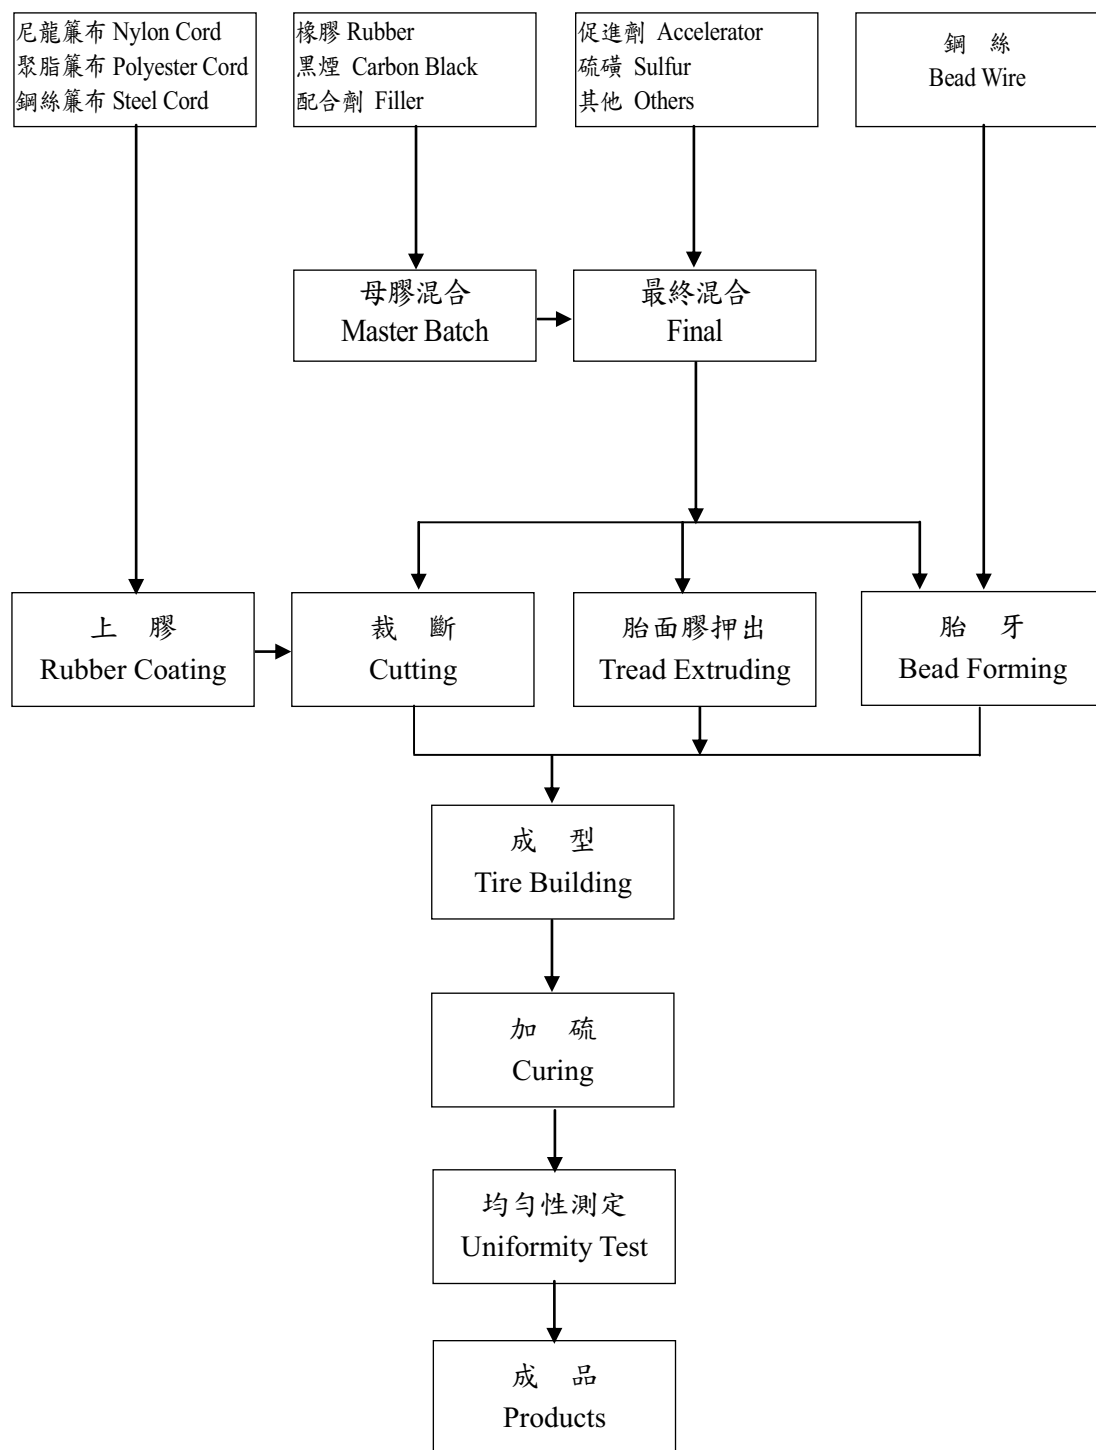 尼龍簾布 Nylon Cord
聚脂簾布 Polyester Cord
鋼絲簾布 Steel Cord
橡膠 Rubber
黑煙 Carbon Black
配合劑 Filler
促進劑 Accelerator
硫磺 Sulfur
其他 Others
鋼 絲
Bead Wire
母膠混合
Master Batch
最終混合
Final
上 膠
Rubber Coating
裁 斷
Cutting
胎面膠押出
Tread Extruding
胎 牙
Bead Forming
成 型
Tire Building
加 硫
Curing
均勻性測定
Uniformity Test
成 品
Products